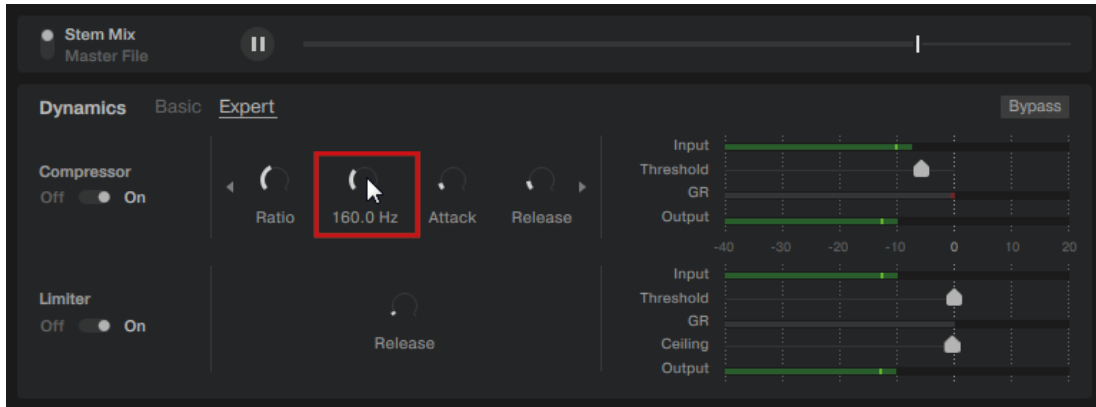 Stem Mix
Master File
Dynamics Basic Expert Bypass
Compressor
Off On
Ratio 160.0 Hz Attack Release
Input
Threshold
GR
Output
-40 -30 -20 -10 0 10 20
Limiter
Off On
Release
Input
Threshold
GR
Ceiling
Output